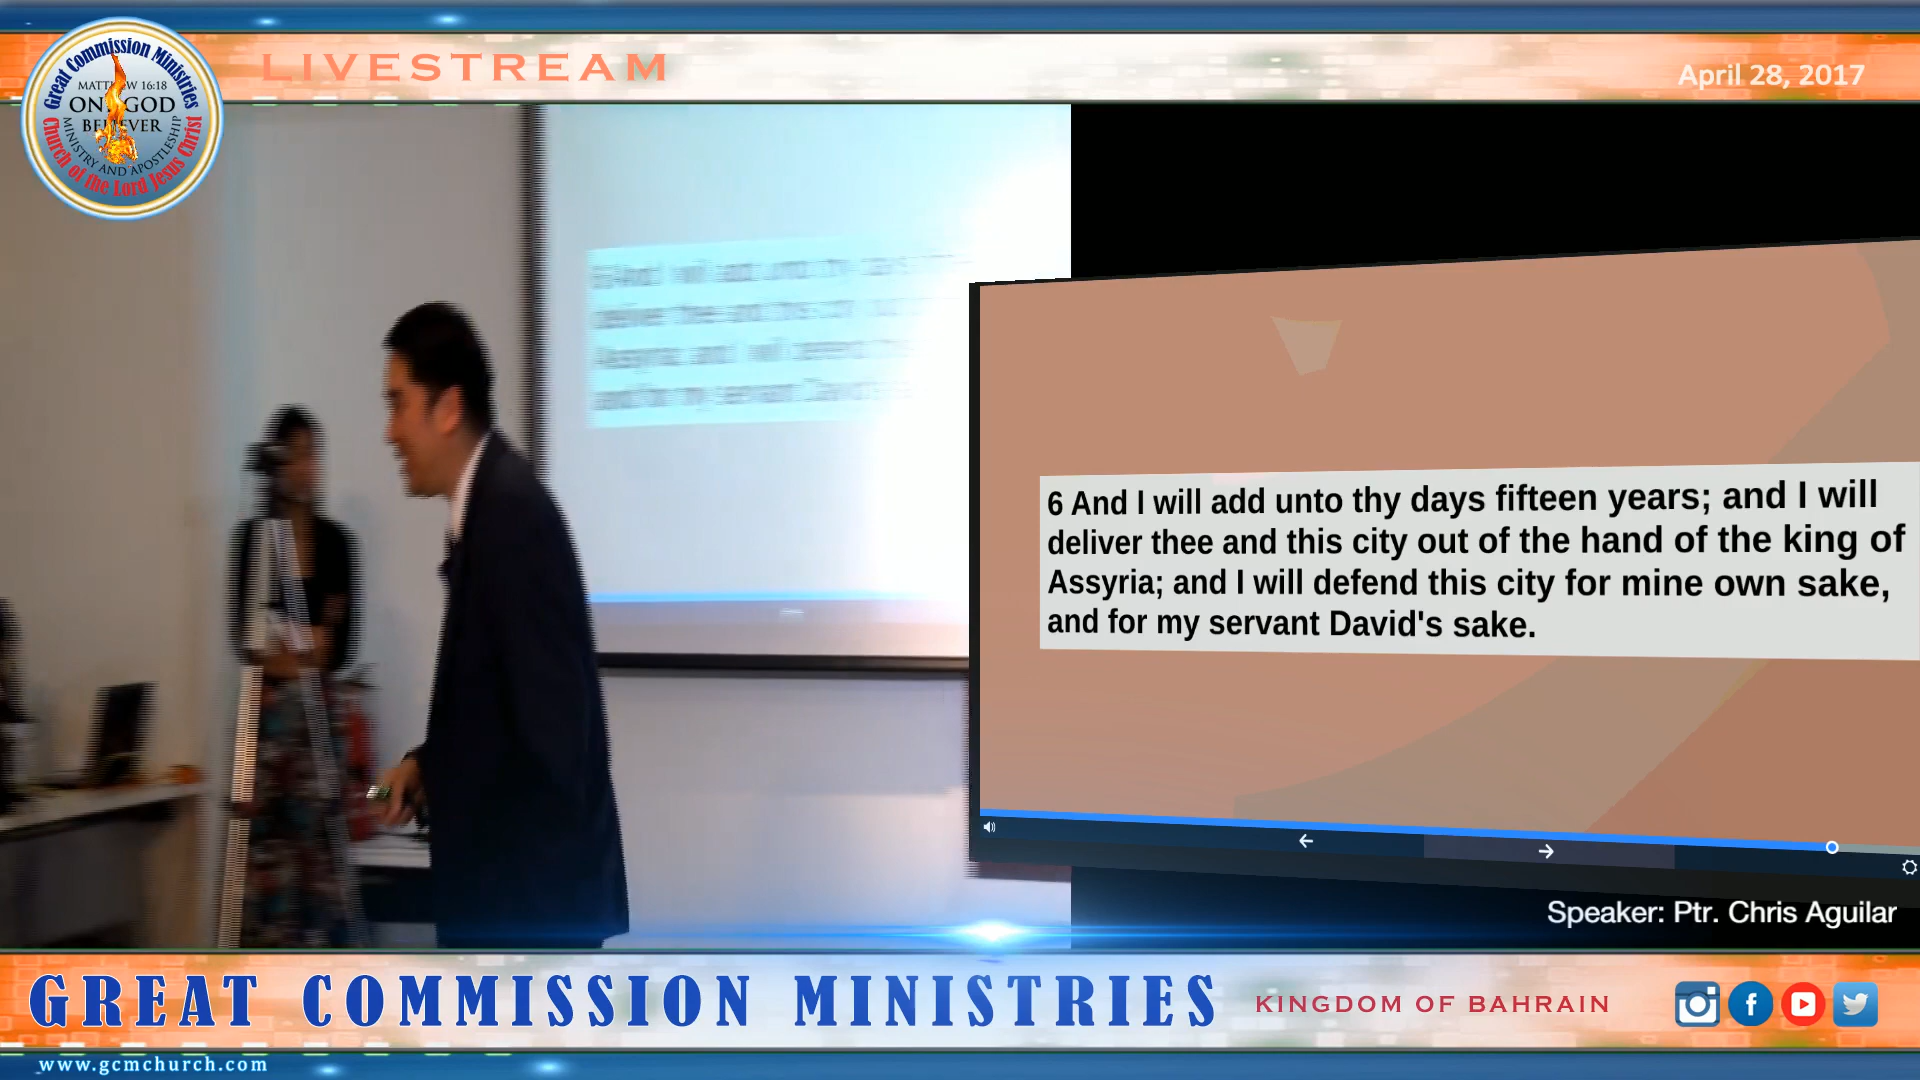 Great Commission Ministries
MATTHEW 16:18
ONE GOD
BELIEVER
MINISTRY AND APOSTLESHIP
Church of the Lord Jesus Christ
LIVESTREAM
April 28, 2017
6 And I will add unto thy days fifteen years; and I will
deliver thee and this city out of the hand of the king of
Assyria; and I will defend this city for mine own sake,
and for my servant David's sake.
Speaker: Ptr. Chris Aguilar
GREAT COMMISSION MINISTRIES
KINGDOM OF BAHRAIN
www.gcmchurch.com